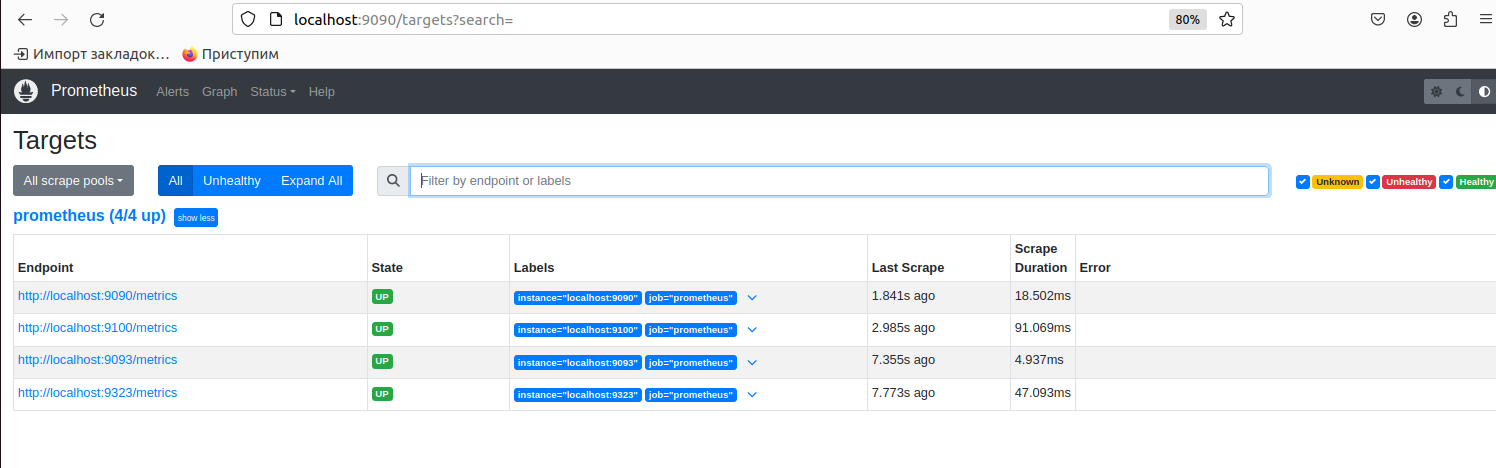 localhost:9090/targets?search= 80%
Импорт закладок… Приступим
Prometheus Alerts Graph Status Help
Targets
All scrape pools All Unhealthy Expand All Filter by endpoint or labels Unknown Unhealthy Healthy
prometheus (4/4 up) show less
Endpoint State Labels Last Scrape Scrape Duration Error
http://localhost:9090/metrics UP instance="localhost:9090" job="prometheus" 1.841s ago 18.502ms
http://localhost:9100/metrics UP instance="localhost:9100" job="prometheus" 2.985s ago 91.069ms
http://localhost:9093/metrics UP instance="localhost:9093" job="prometheus" 7.355s ago 4.937ms
http://localhost:9323/metrics UP instance="localhost:9323" job="prometheus" 7.773s ago 47.093ms